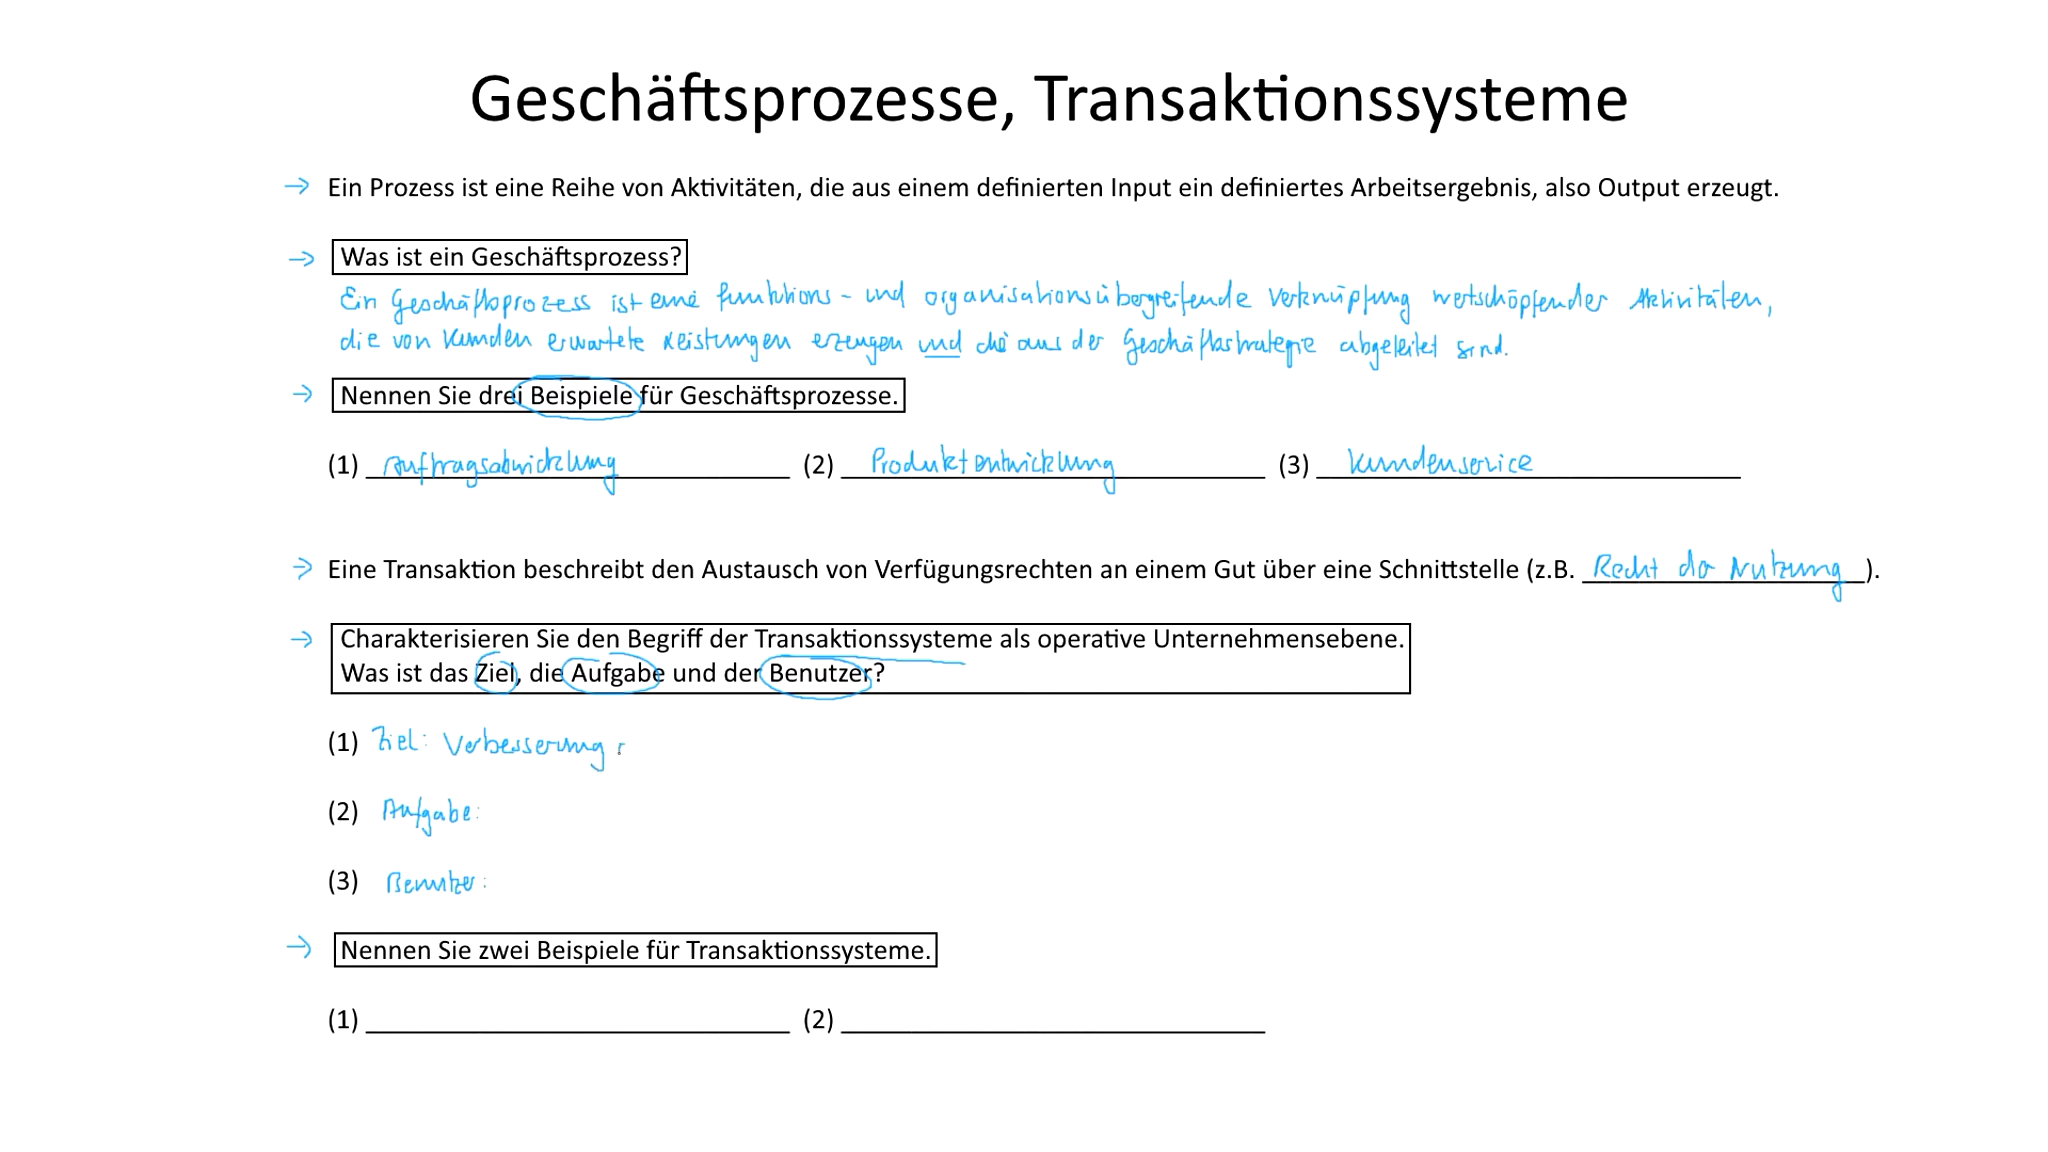 Geschäftsprozesse, Transaktionssysteme
→ Ein Prozess ist eine Reihe von Aktivitäten, die aus einem definierten Input ein definiertes Arbeitsergebnis, also Output erzeugt.
→ Was ist ein Geschäftsprozess?
Ein Geschäftsprozess ist eine funktions- und organisationsübergreifende Verknüpfung wertschöpfender Aktivitäten,
die von Kunden erwartete Leistungen erzeugen und die aus der Geschäftsstrategie abgeleitet sind.
→ Nennen Sie drei Beispiele für Geschäftsprozesse.
(1) Auftragsabwicklung (2) Produktentwicklung (3) Kundenservice
→ Eine Transaktion beschreibt den Austausch von Verfügungsrechten an einem Gut über eine Schnittstelle (z.B. Recht der Nutzung).
→ Charakterisieren Sie den Begriff der Transaktionssysteme als operative Unternehmensebene.
Was ist das Ziel, die Aufgabe und der Benutzer?
(1) Ziel: Verbesserung
(2) Aufgabe:
(3) Benutzer:
→ Nennen Sie zwei Beispiele für Transaktionssysteme.
(1) ____________________ (2) ____________________